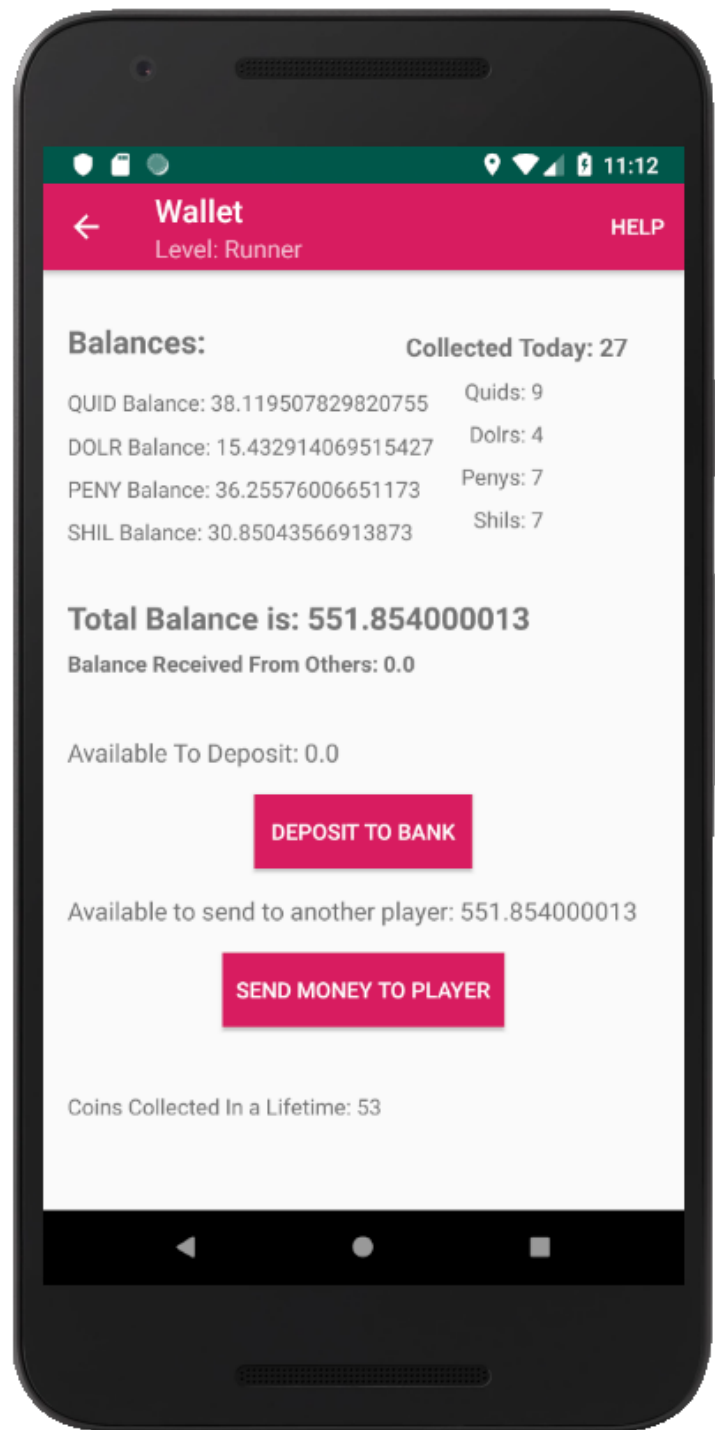 11:12
Wallet
Level: Runner
HELP
Balances:
Collected Today: 27
QUID Balance: 38.119507829820755
Quids: 9
DOLR Balance: 15.432914069515427
Dolrs: 4
PENY Balance: 36.25576006651173
Penys: 7
SHIL Balance: 30.85043566913873
Shils: 7
Total Balance is: 551.854000013
Balance Received From Others: 0.0
Available To Deposit: 0.0
DEPOSIT TO BANK
Available to send to another player: 551.854000013
SEND MONEY TO PLAYER
Coins Collected In a Lifetime: 53